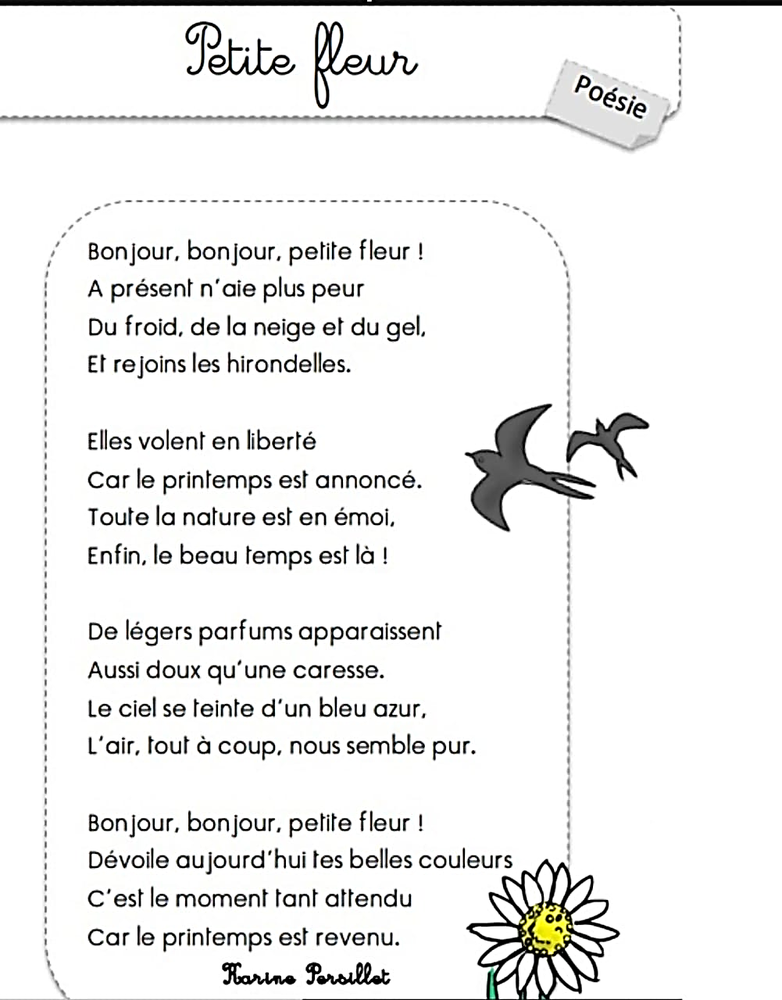 Petite fleur
Poésie
Bonjour, bonjour, petite fleur !
A présent n'aie plus peur
Du froid, de la neige et du gel,
Et rejoins les hirondelles.
Elles volent en liberté
Car le printemps est annoncé.
Toute la nature est en émoi,
Enfin, le beau temps est là !
De légers parfums apparaissent
Aussi doux qu'une caresse.
Le ciel se teinte d'un bleu azur,
L'air, tout à coup, nous semble pur.
Bonjour, bonjour, petite fleur !
Dévoile aujourd'hui tes belles couleurs
C'est le moment tant attendu
Car le printemps est revenu.
Karine Persillet